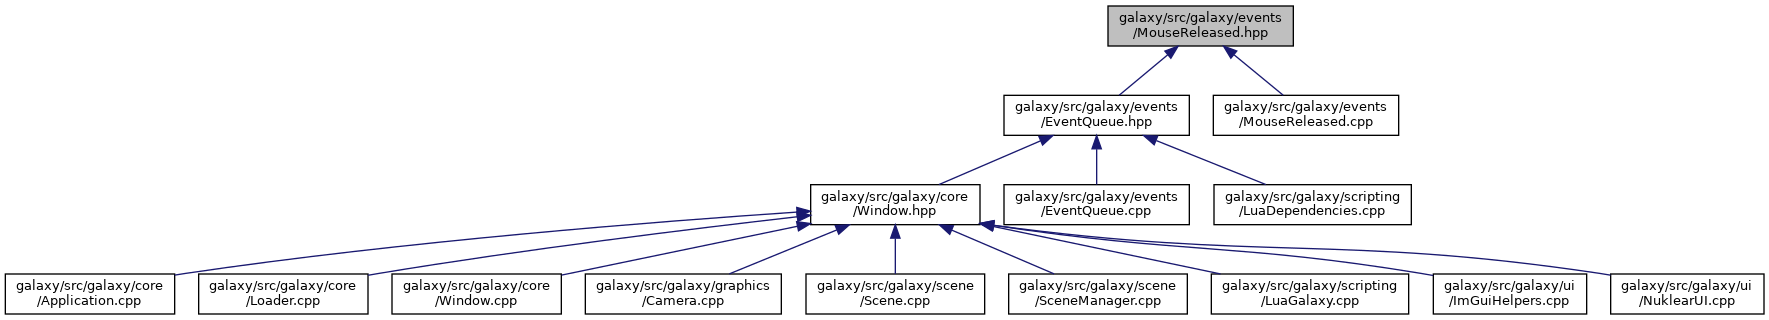 galaxy/src/galaxy/events
/MouseReleased.hpp
galaxy/src/galaxy/events
/EventQueue.hpp
galaxy/src/galaxy/events
/MouseReleased.cpp
galaxy/src/galaxy/core
/Window.hpp
galaxy/src/galaxy/events
/EventQueue.cpp
galaxy/src/galaxy/scripting
/LuaDependencies.cpp
galaxy/src/galaxy/core
/Application.cpp
galaxy/src/galaxy/core
/Loader.cpp
galaxy/src/galaxy/core
/Window.cpp
galaxy/src/galaxy/graphics
/Camera.cpp
galaxy/src/galaxy/scene
/Scene.cpp
galaxy/src/galaxy/scene
/SceneManager.cpp
galaxy/src/galaxy/scripting
/LuaGalaxy.cpp
galaxy/src/galaxy/ui
/ImGuiHelpers.cpp
galaxy/src/galaxy/ui
/NuklearUI.cpp